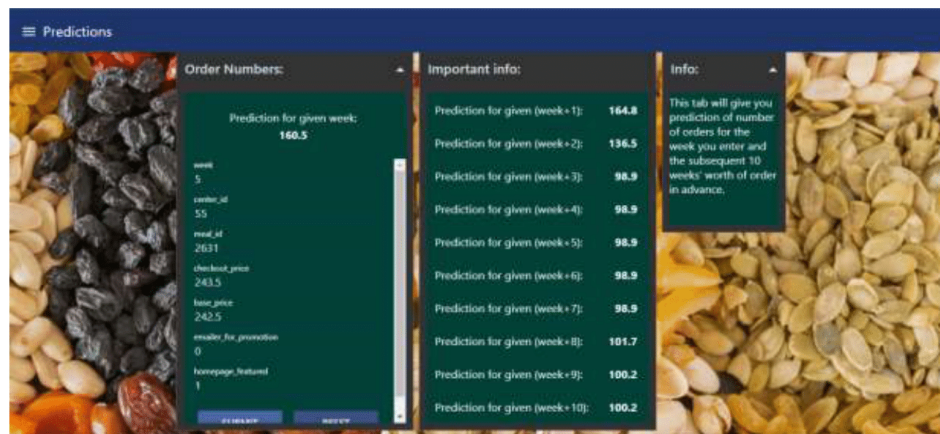 Predictions
Order Numbers:
Prediction for given week:
160.5
week
5
center_id
55
meal_id
2631
checkout_price
243.5
base_price
242.5
emailer_for_promotion
0
homepage_featured
1
Important info:
Prediction for given (week+1): 164.8
Prediction for given (week+2): 136.5
Prediction for given (week+3): 98.9
Prediction for given (week+4): 98.9
Prediction for given (week+5): 98.9
Prediction for given (week+6): 98.9
Prediction for given (week+7): 98.9
Prediction for given (week+8): 101.7
Prediction for given (week+9): 100.2
Prediction for given (week+10): 100.2
Info:
This tab will give you
prediction of number
of orders for the
week you enter and
the subsequent 10
weeks' worth of order
in advance.